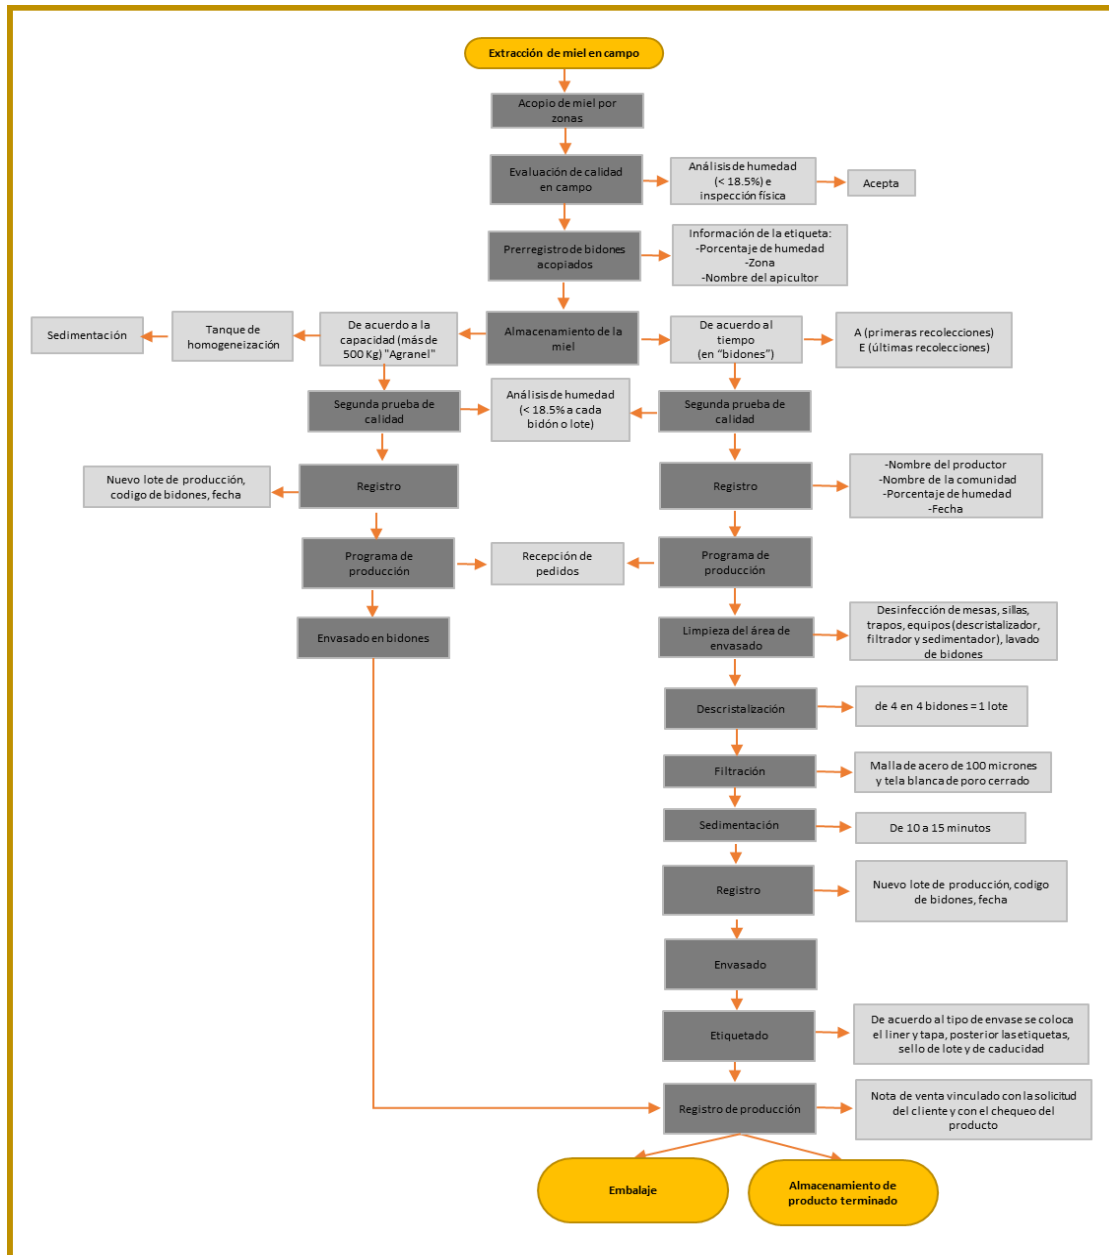 Extracción de miel en campo
Acopio de miel por
zonas
Evaluación de calidad
en campo
Análisis de humedad
(< 18.5%) e
inspección física
Acepta
Prerregistro de bidones
acopiados
Información de la etiqueta:
-Porcentaje de humedad
-Zona
-Nombre del apicultor
Sedimentación
Tanque de
homogeneización
De acuerdo a la
capacidad (más de
500 Kg) "Agranel"
Almacenamiento de la
miel
De acuerdo al
tiempo
(en “bidones”)
A (primeras recolecciones)
E (últimas recolecciones)
Segunda prueba de
calidad
Análisis de humedad
(< 18.5% a cada
bidón o lote)
Segunda prueba de
calidad
Nuevo lote de producción,
codigo de bidones, fecha
Registro
Registro
-Nombre del productor
-Nombre de la comunidad
-Porcentaje de humedad
-Fecha
Programa de
producción
Recepción de
pedidos
Programa de
producción
Envasado en bidones
Limpieza del área de
envasado
Desinfección de mesas, sillas,
trapos, equipos (descristalizador,
filtrador y sedimentador), lavado
de bidones
Descristalización
de 4 en 4 bidones = 1 lote
Filtración
Malla de acero de 100 micrones
y tela blanca de poro cerrado
Sedimentación
De 10 a 15 minutos
Registro
Nuevo lote de producción, codigo
de bidones, fecha
Envasado
Etiquetado
De acuerdo al tipo de envase se coloca
el liner y tapa, posterior las etiquetas,
sello de lote y de caducidad
Registro de producción
Nota de venta vinculado con la solicitud
del cliente y con el chequeo del
producto
Embalaje
Almacenamiento de
producto terminado